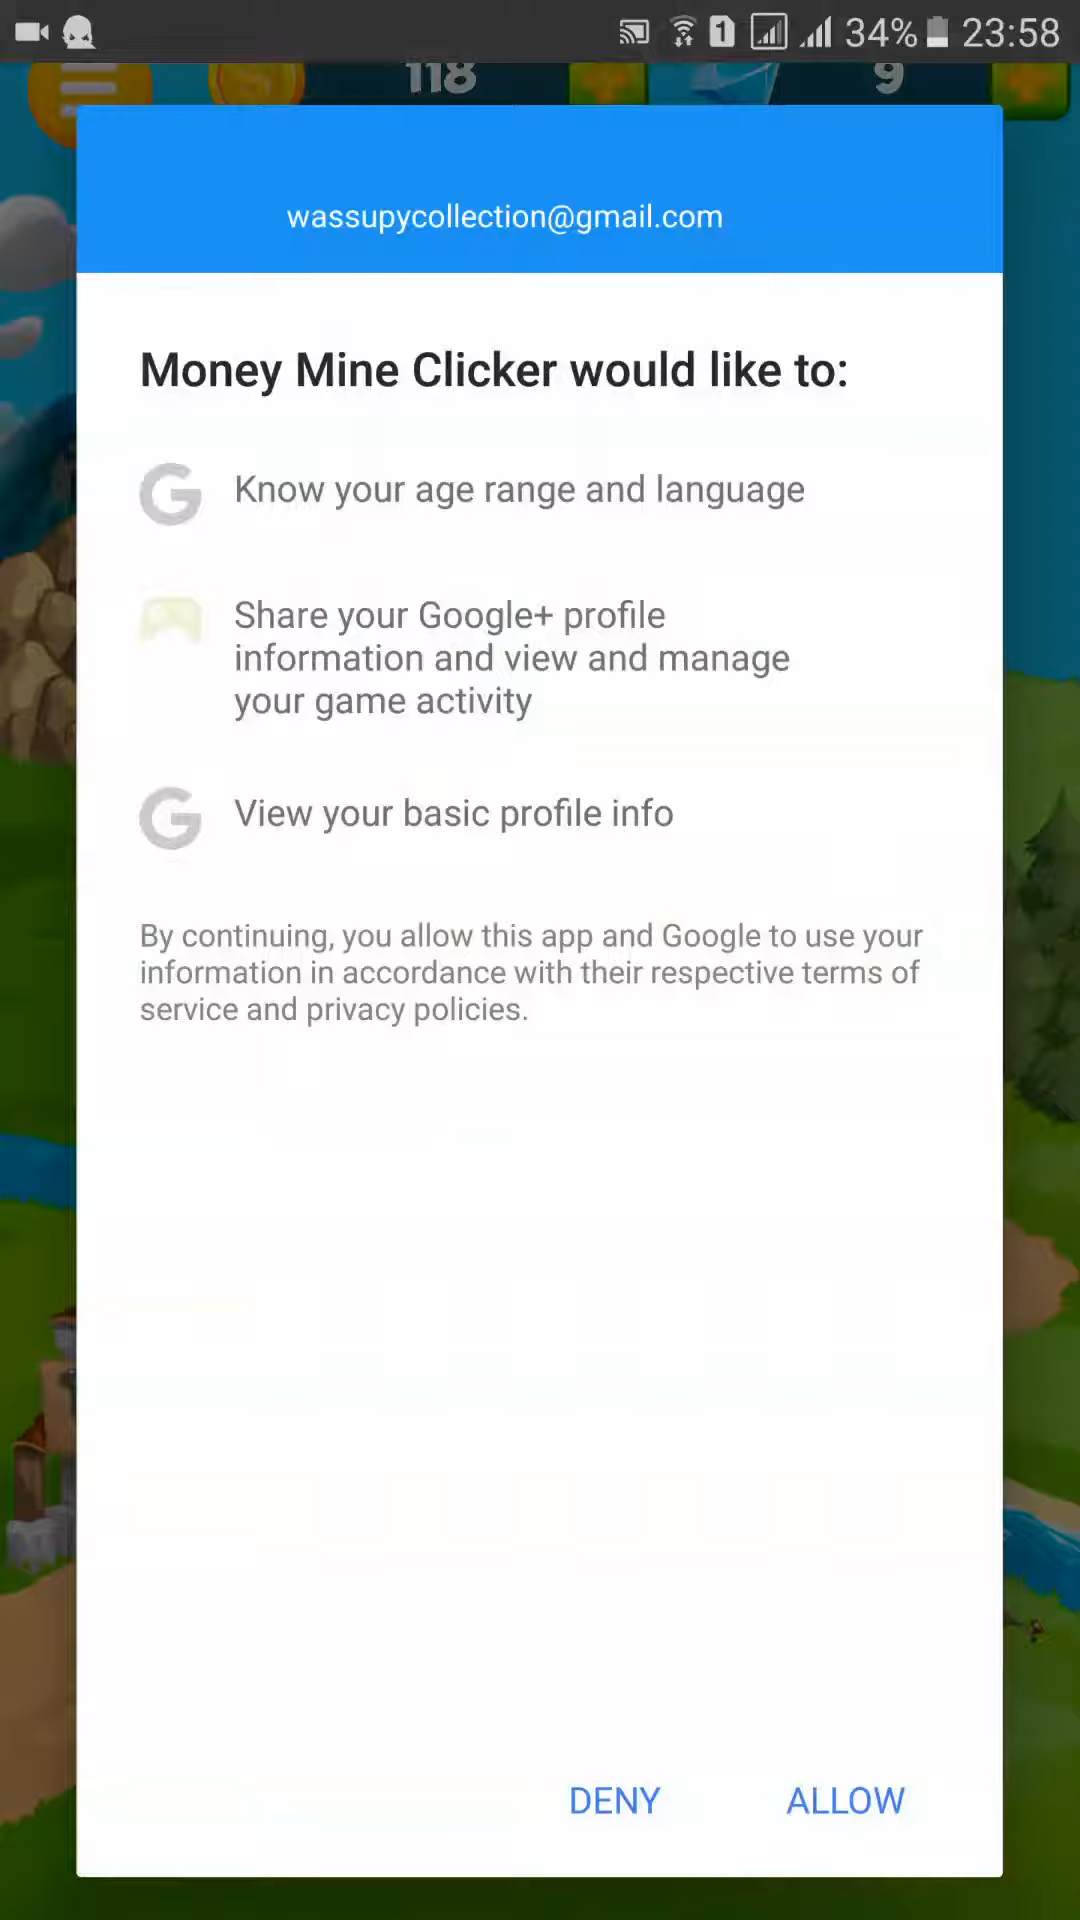 1 34% 23:58
118 9
wassupycollection@gmail.com
Money Mine Clicker would like to:
G Know your age range and language
Share your Google+ profile
information and view and manage
your game activity
G View your basic profile info
By continuing, you allow this app and Google to use your
information in accordance with their respective terms of
service and privacy policies.
DENY ALLOW